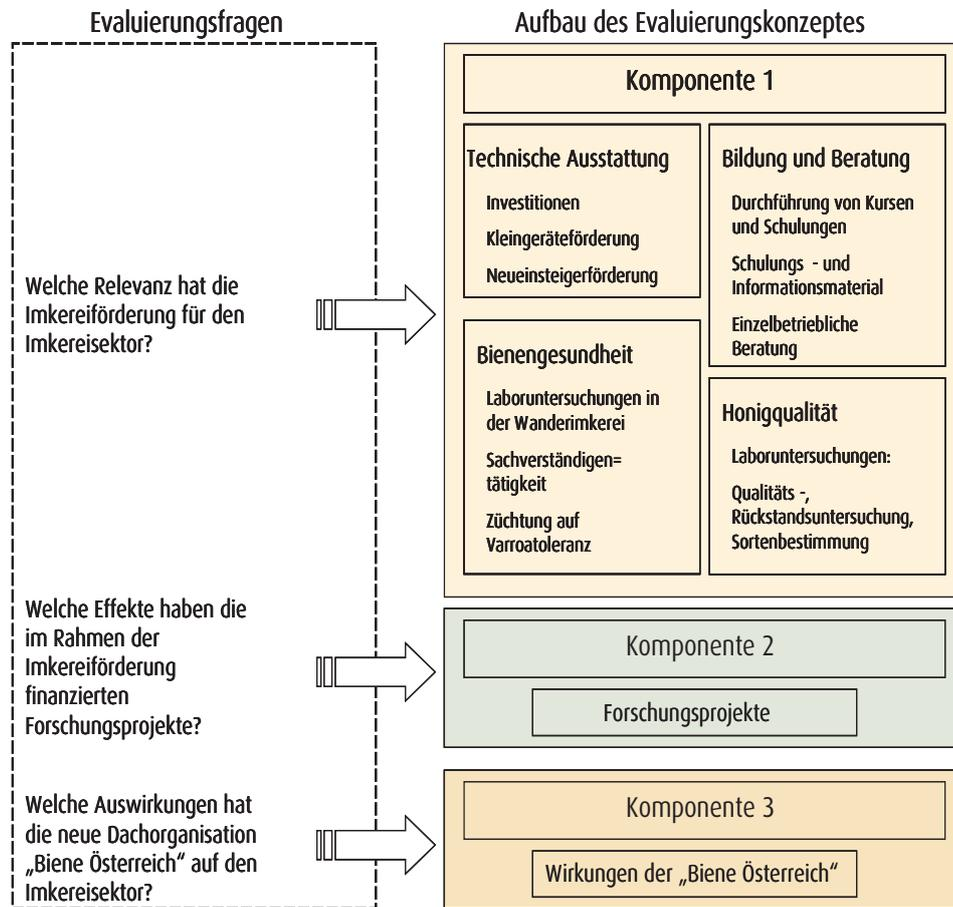 Evaluierungsfragen
Welche Relevanz hat die
Imkereiförderung für den
Imkereisektor?
Welche Effekte haben die
im Rahmen der
Imkereiförderung
finanzierten
Forschungsprojekte?
Welche Auswirkungen hat
die neue Dachorganisation
„Biene Österreich“ auf den
Imkereisektor?
Aufbau des Evaluierungskonzeptes
Komponente 1
Technische Ausstattung
Investitionen
Kleingeräteförderung
Neueinsteigerförderung
Bienengesundheit
Laboruntersuchungen in
der Wanderimkerei
Sachverständigen=
tätigkeit
Züchtung auf
Varroatoleranz
Bildung und Beratung
Durchführung von Kursen
und Schulungen
Schulungs - und
Informationsmaterial
Einzelbetriebliche
Beratung
Honigqualität
Laboruntersuchungen:
Qualitäts -,
Rückstandsuntersuchung,
Sortenbestimmung
Komponente 2
Forschungsprojekte
Komponente 3
Wirkungen der „Biene Österreich“